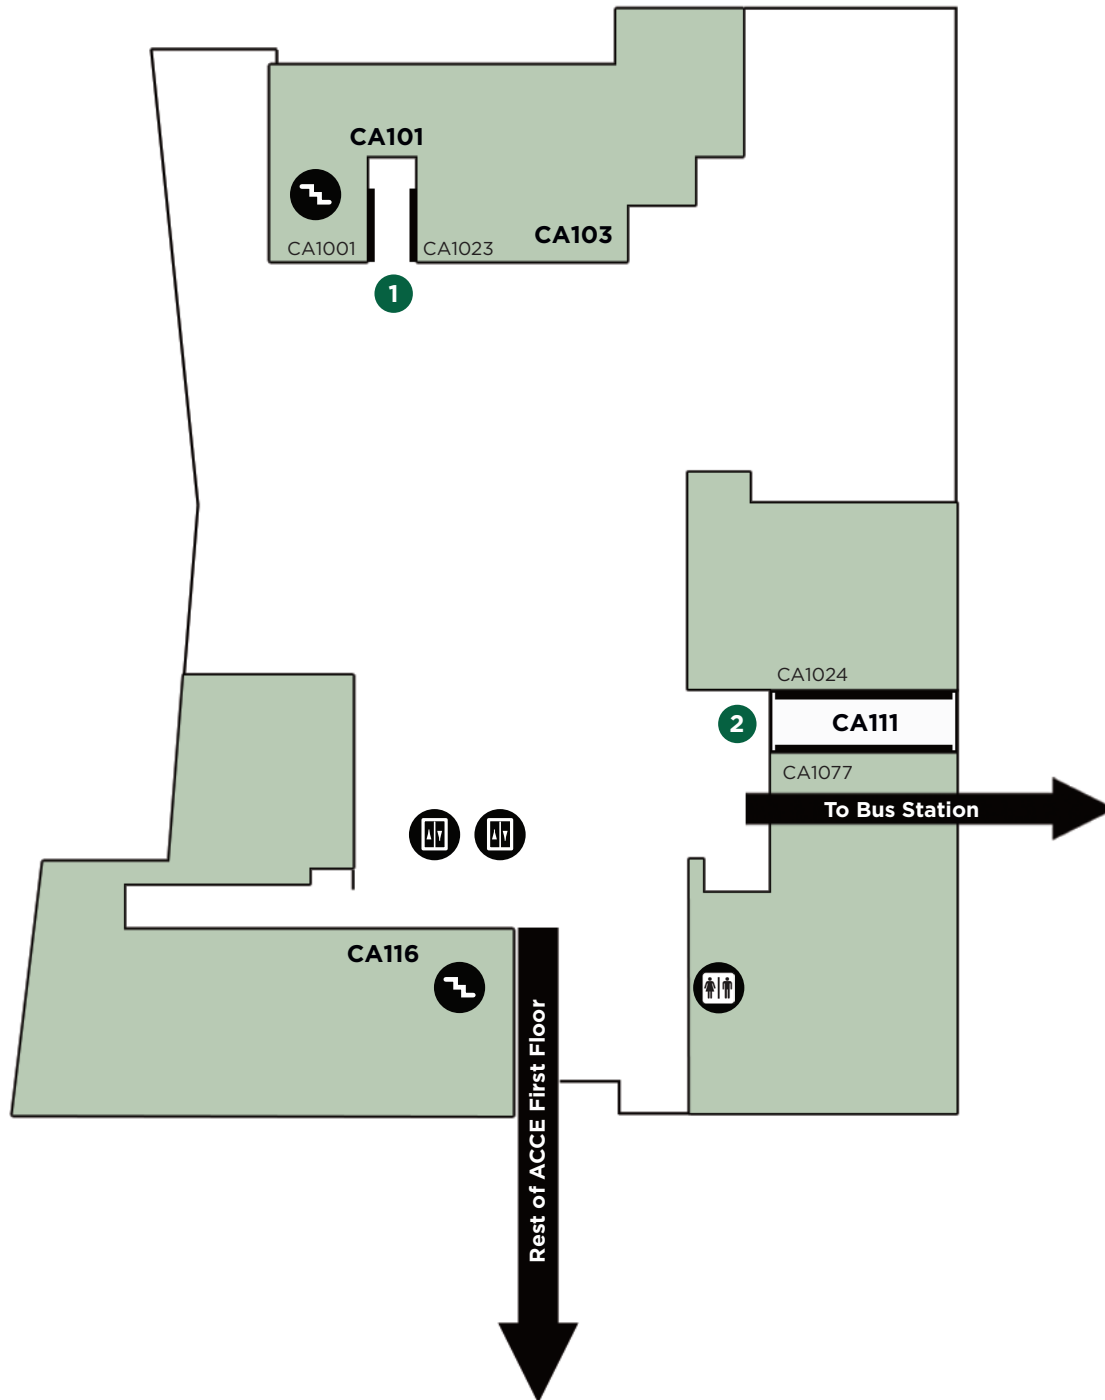 CA101
CA103
CA1001
CA1023
1
CA1024
2
CA111
CA1077
To Bus Station
CA116
Rest of ACCE First Floor